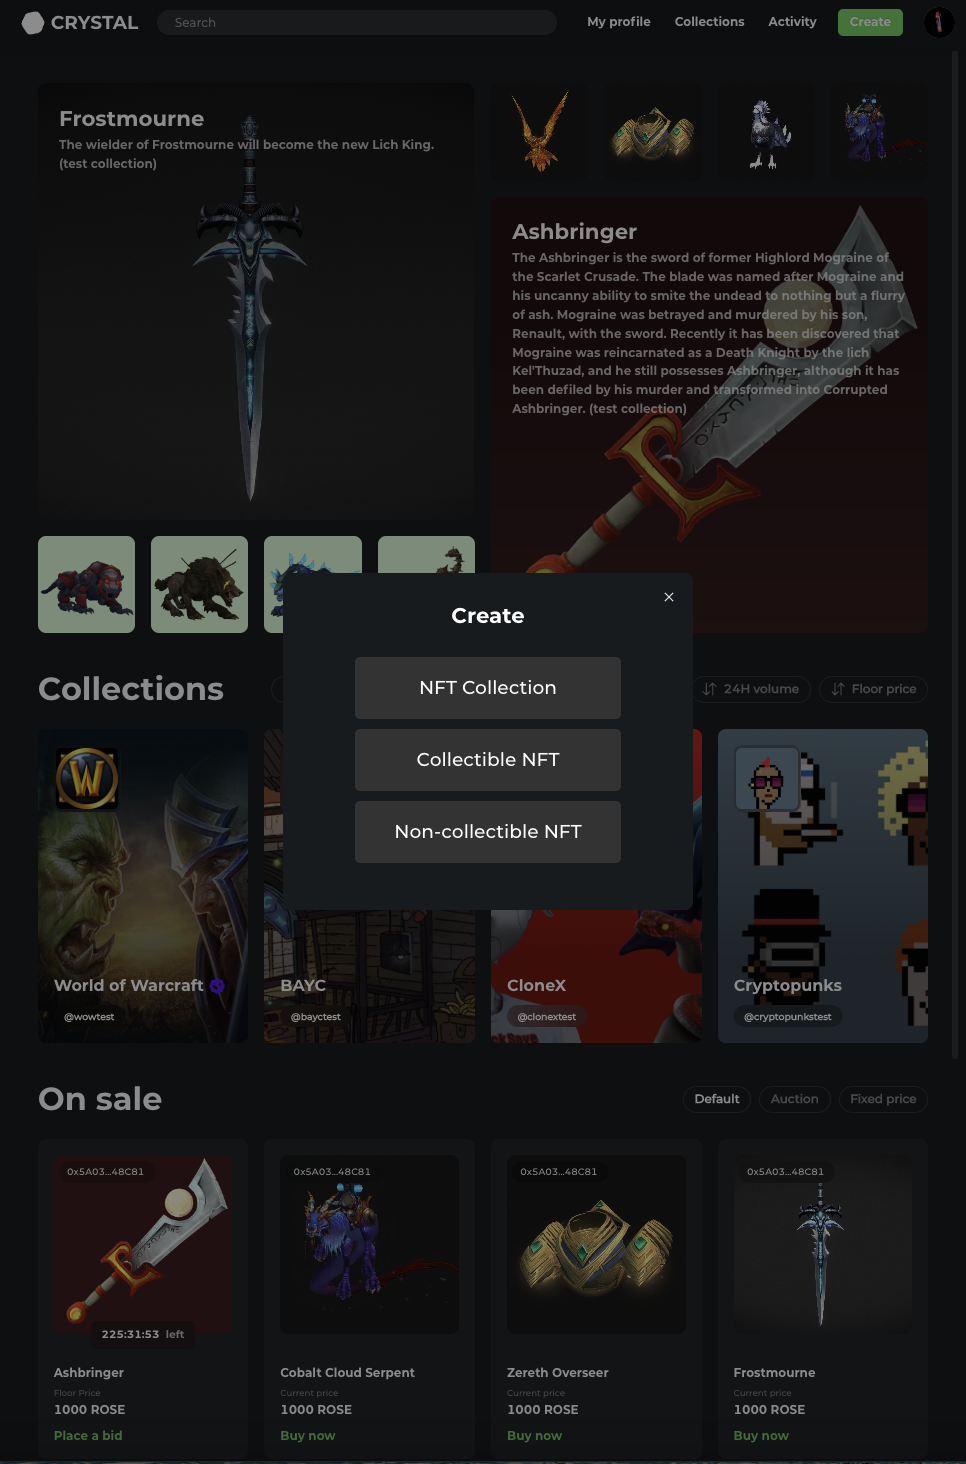 CRYSTAL
Search
My profile
Collections
Activity
Create
Frostmourne
The wielder of Frostmourne will become the new Lich King.
(test collection)
Ashbringer
The Ashbringer is the sword of former Highlord Mograine of
the Scarlet Crusade. The blade was named after Mograine and
his uncanny ability to smite the undead to nothing but a flurry
of ash. Mograine was betrayed and murdered by his son,
Renault, with the sword. Recently it has been discovered that
Mograine was reincarnated as a Death Knight by the lich
Kel'Thuzad, and he still possesses Ashbringer, although it has
been defiled by his murder and transformed into Corrupted
Ashbringer. (test collection)
Create
NFT Collection
Collectible NFT
Non-collectible NFT
Collections
24H volume
Floor price
W
World of Warcraft
@wowtest
BAYC
@bayctest
CloneX
@clonextest
Cryptopunks
@cryptopunkstest
On sale
Default
Auction
Fixed price
0x5A03...48C81
0x5A03...48C81
0x5A03...48C81
0x5A03...48C81
225:31:53 left
Ashbringer
Floor Price
1000 ROSE
Place a bid
Cobalt Cloud Serpent
Current price
1000 ROSE
Buy now
Zereth Overseer
Current price
1000 ROSE
Buy now
Frostmourne
Current price
1000 ROSE
Buy now